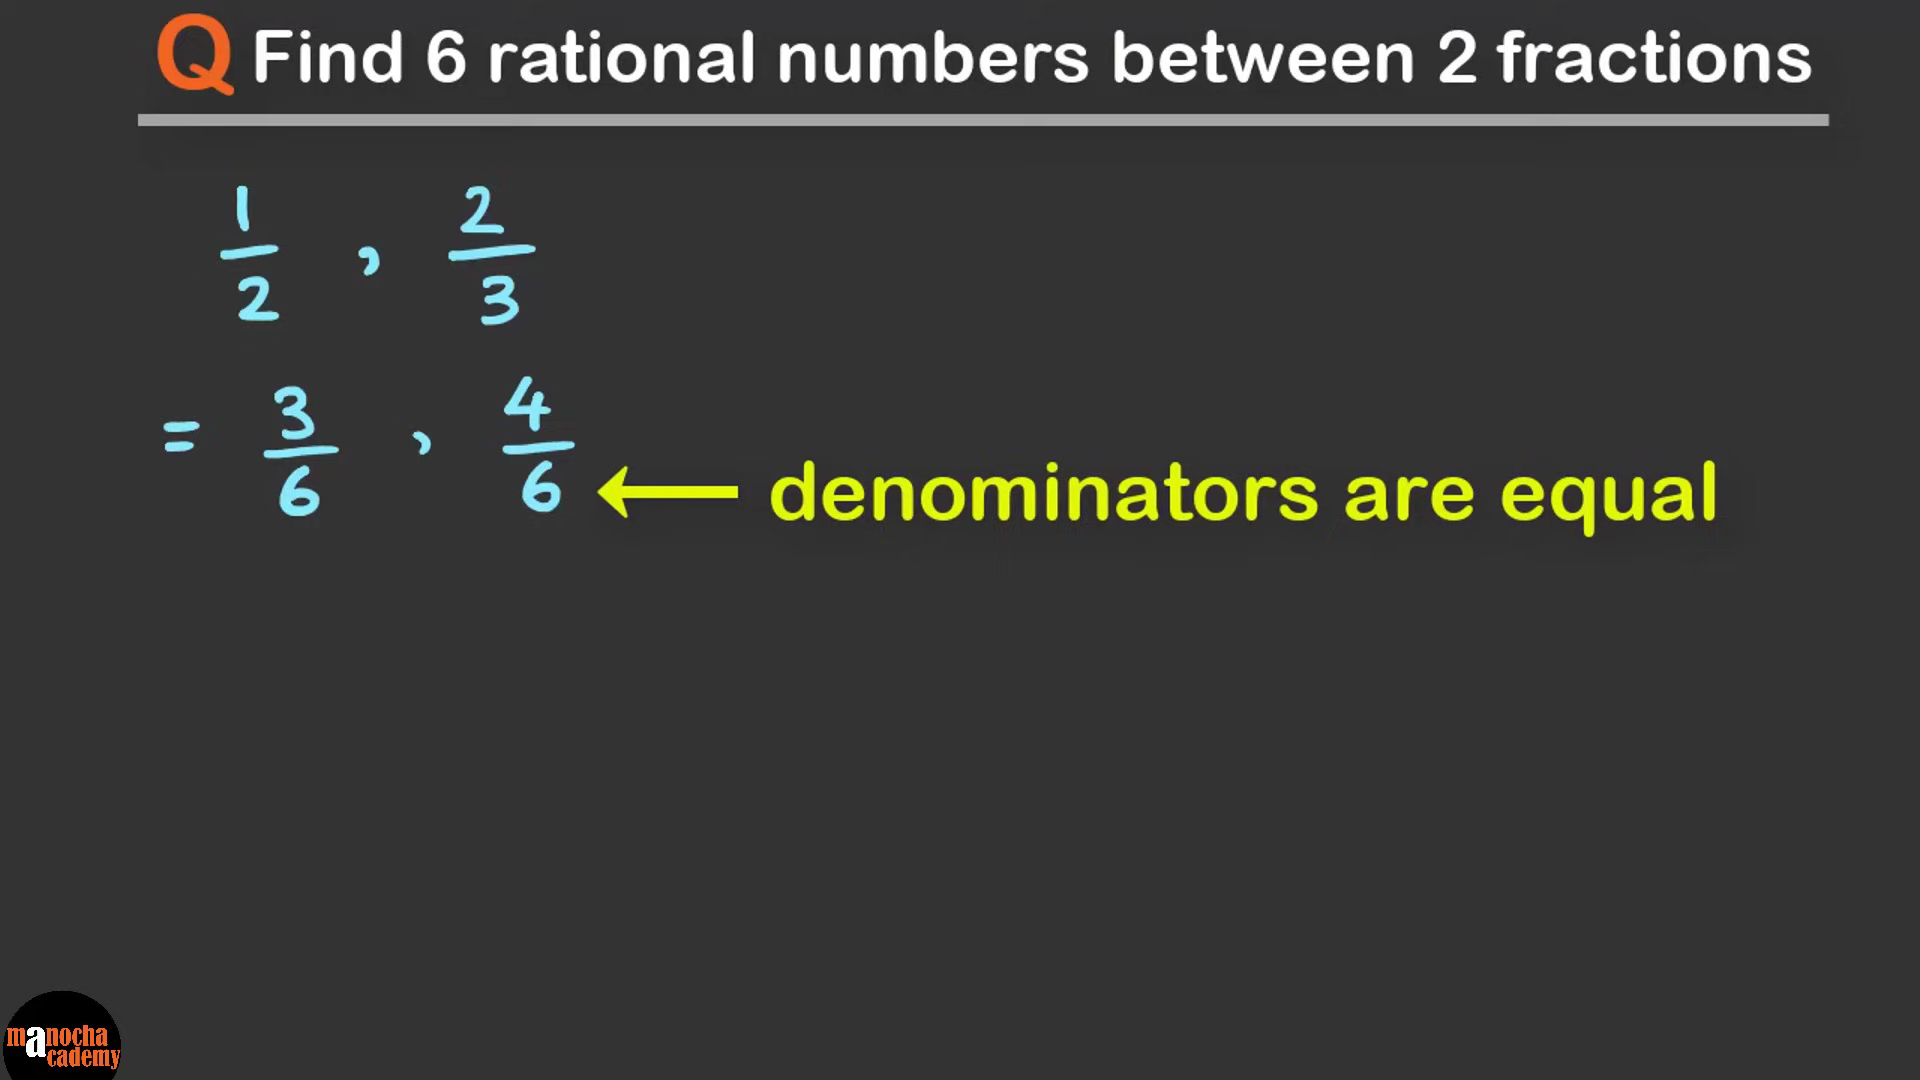 Q Find 6 rational numbers between 2 fractions
1/2 , 2/3
= 3/6 , 4/6 ← denominators are equal
manocha
academy